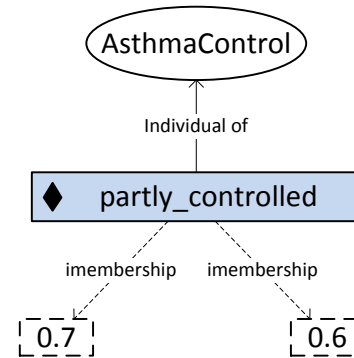 AsthmaControl
Individual of
partly_controlled
imembership imembership
0.7 0.6